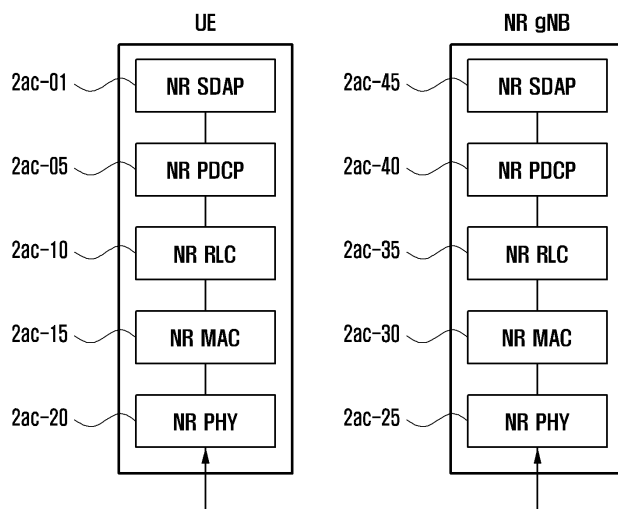 UE NR gNB
2ac-01 NR SDAP 2ac-45 NR SDAP
2ac-05 NR PDCP 2ac-40 NR PDCP
2ac-10 NR RLC 2ac-35 NR RLC
2ac-15 NR MAC 2ac-30 NR MAC
2ac-20 NR PHY 2ac-25 NR PHY